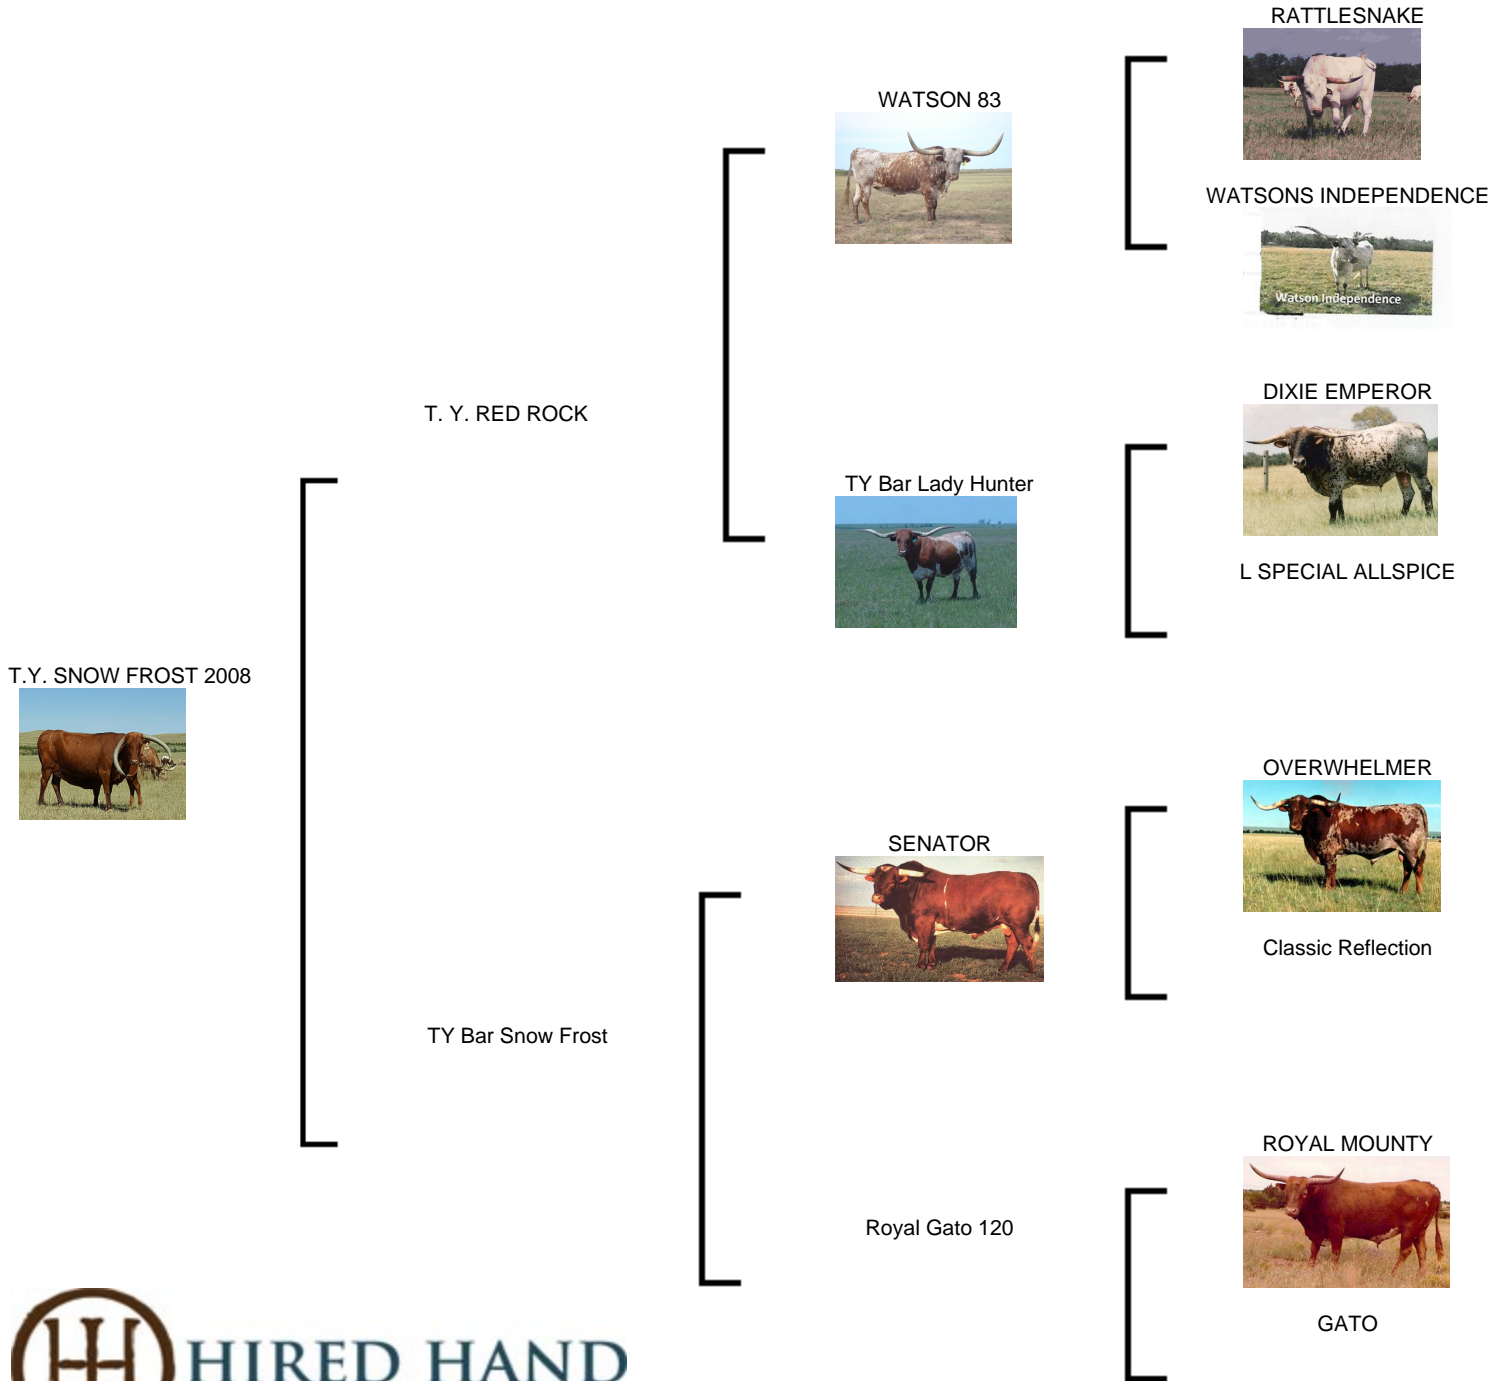 RATTLESNAKE
WATSON 83
WATSONS INDEPENDENCE
Watson Independence
DIXIE EMPEROR
T. Y. RED ROCK
TY Bar Lady Hunter
L SPECIAL ALLSPICE
T.Y. SNOW FROST 2008
OVERWHELMER
SENATOR
Classic Reflection
TY Bar Snow Frost
ROYAL MOUNTY
Royal Gato 120
GATO
HIRED HAND